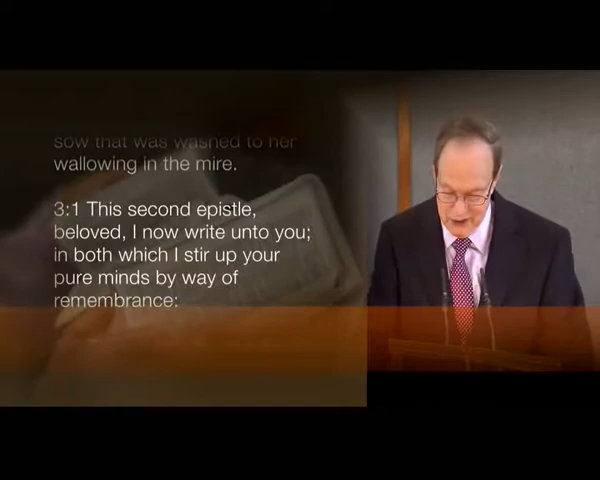 sow that was washed to her
wallowing in the mire.
3:1 This second epistle,
beloved, I now write unto you;
in both which I stir up your
pure minds by way of
remembrance: